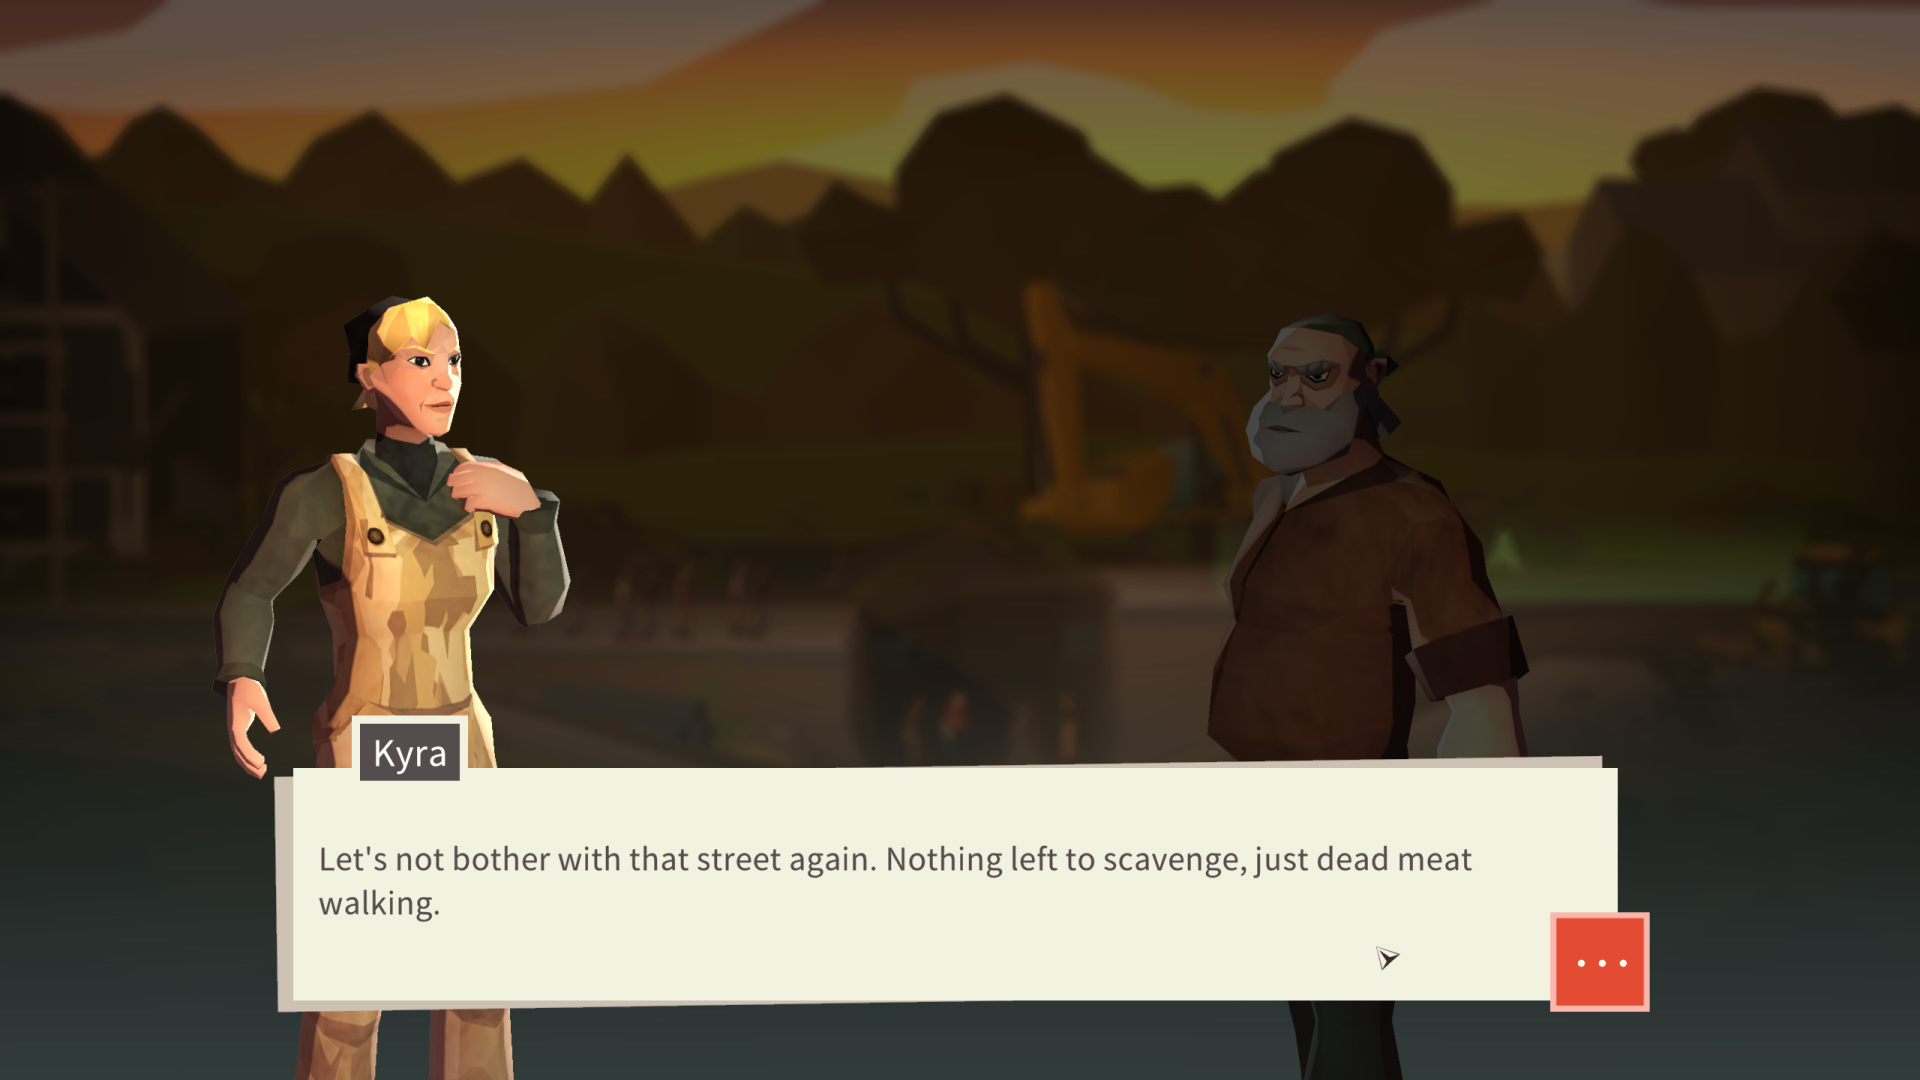 Kyra
Let's not bother with that street again. Nothing left to scavenge, just dead meat
walking.